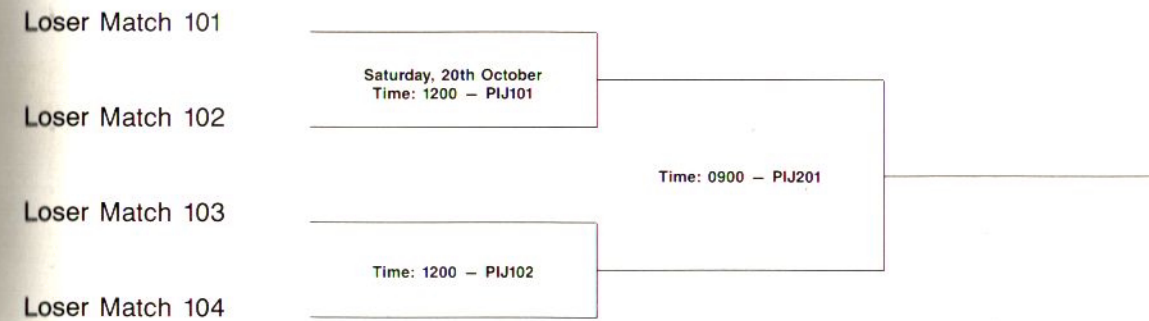 Loser Match 101
Saturday, 20th October
Time: 1200 – PIJ101
Loser Match 102
Time: 0900 – PIJ201
Loser Match 103
Time: 1200 – PIJ102
Loser Match 104